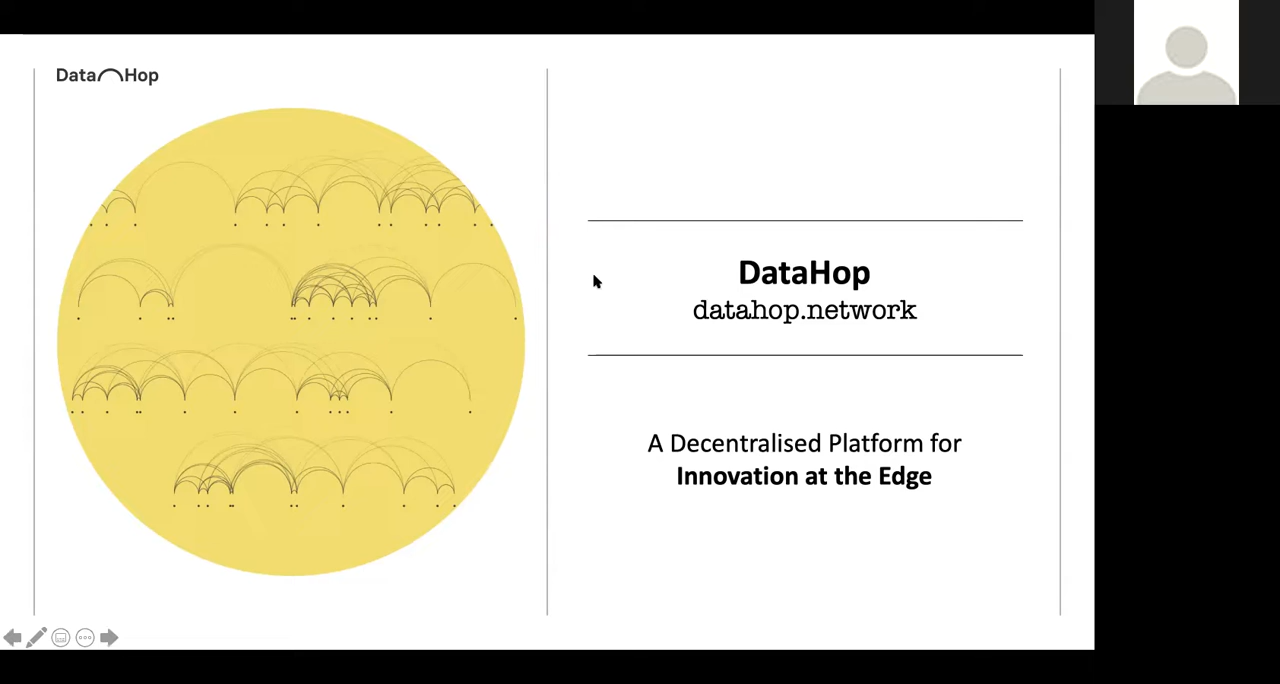 Data Hop
DataHop
datahop.network
A Decentralised Platform for
Innovation at the Edge